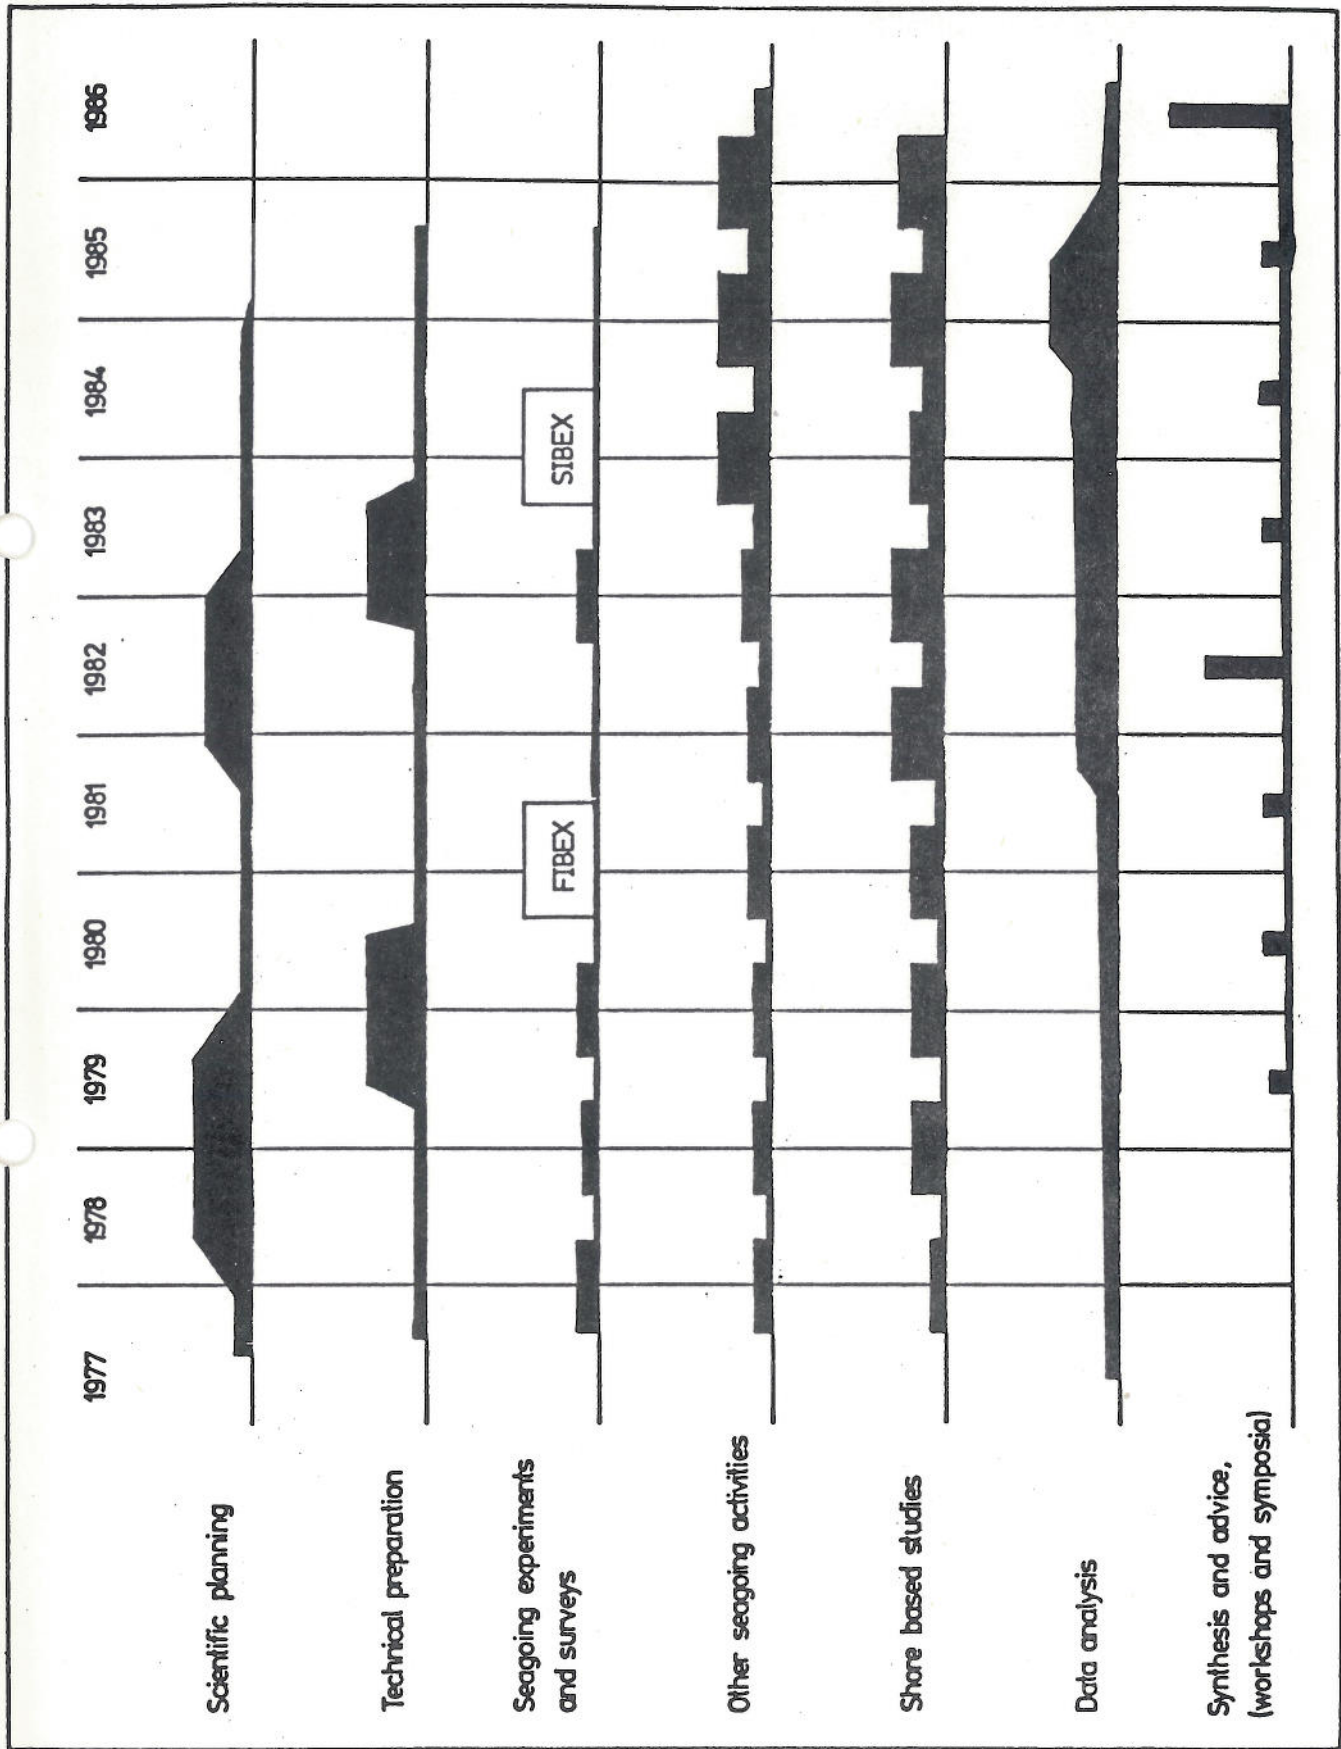 1977 1978 1979 1980 1981 1982 1983 1984 1985 1986
Scientific planning
Technical preparation
Seagoing experiments
and surveys
FIBEX SIBEX
Other seagoing activities
Shore based studies
Data analysis
Synthesis and advice,
(workshops and symposia)